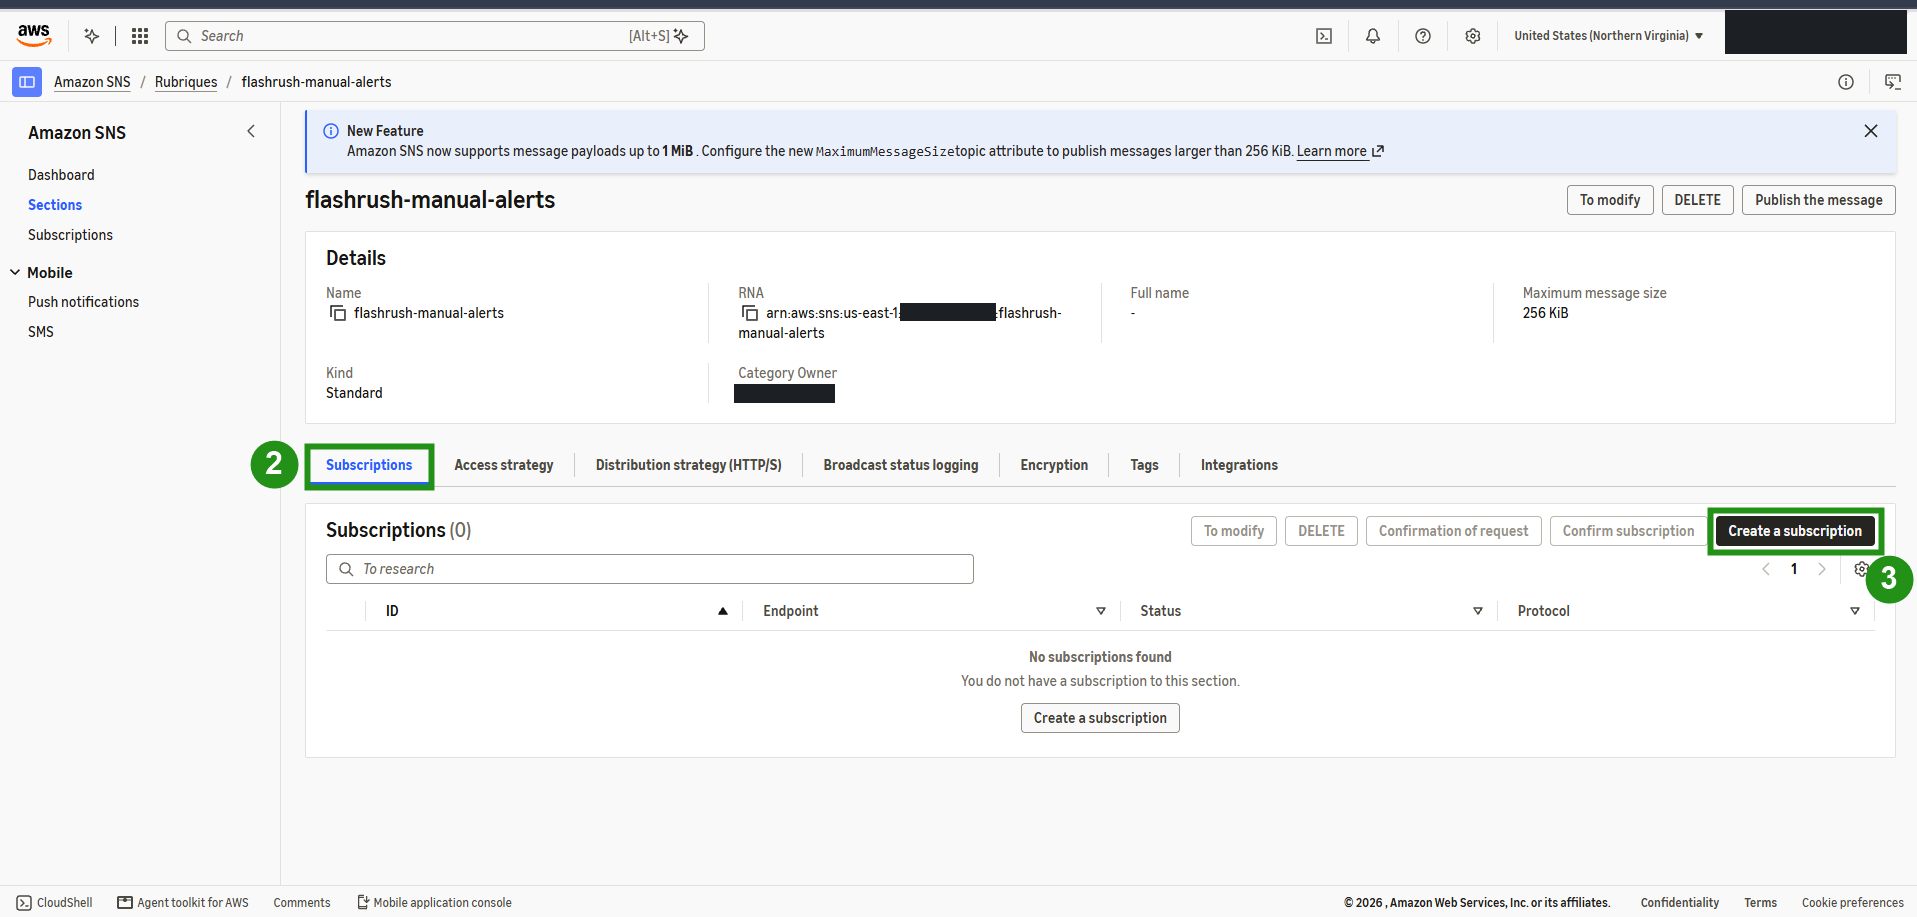 aws
Search [Alt+S]
United States (Northern Virginia)
Amazon SNS / Rubriques / flashrush-manual-alerts
Amazon SNS
Dashboard
Sections
Subscriptions
Mobile
Push notifications
SMS
New Feature
Amazon SNS now supports message payloads up to 1 MiB . Configure the new MaximumMessageSizetopic attribute to publish messages larger than 256 KiB. Learn more
flashrush-manual-alerts
To modify
DELETE
Publish the message
Details
Name
flashrush-manual-alerts
RNA
arn:aws:sns:us-east-1: :flashrush-
manual-alerts
Full name
-
Maximum message size
256 KiB
Kind
Standard
Category Owner
2
Subscriptions
Access strategy
Distribution strategy (HTTP/S)
Broadcast status logging
Encryption
Tags
Integrations
Subscriptions (0)
To modify
DELETE
Confirmation of request
Confirm subscription
Create a subscription
To research
1
3
ID
Endpoint
Status
Protocol
No subscriptions found
You do not have a subscription to this section.
Create a subscription
CloudShell
Agent toolkit for AWS
Comments
Mobile application console
© 2026 , Amazon Web Services, Inc. or its affiliates.
Confidentiality
Terms
Cookie preferences